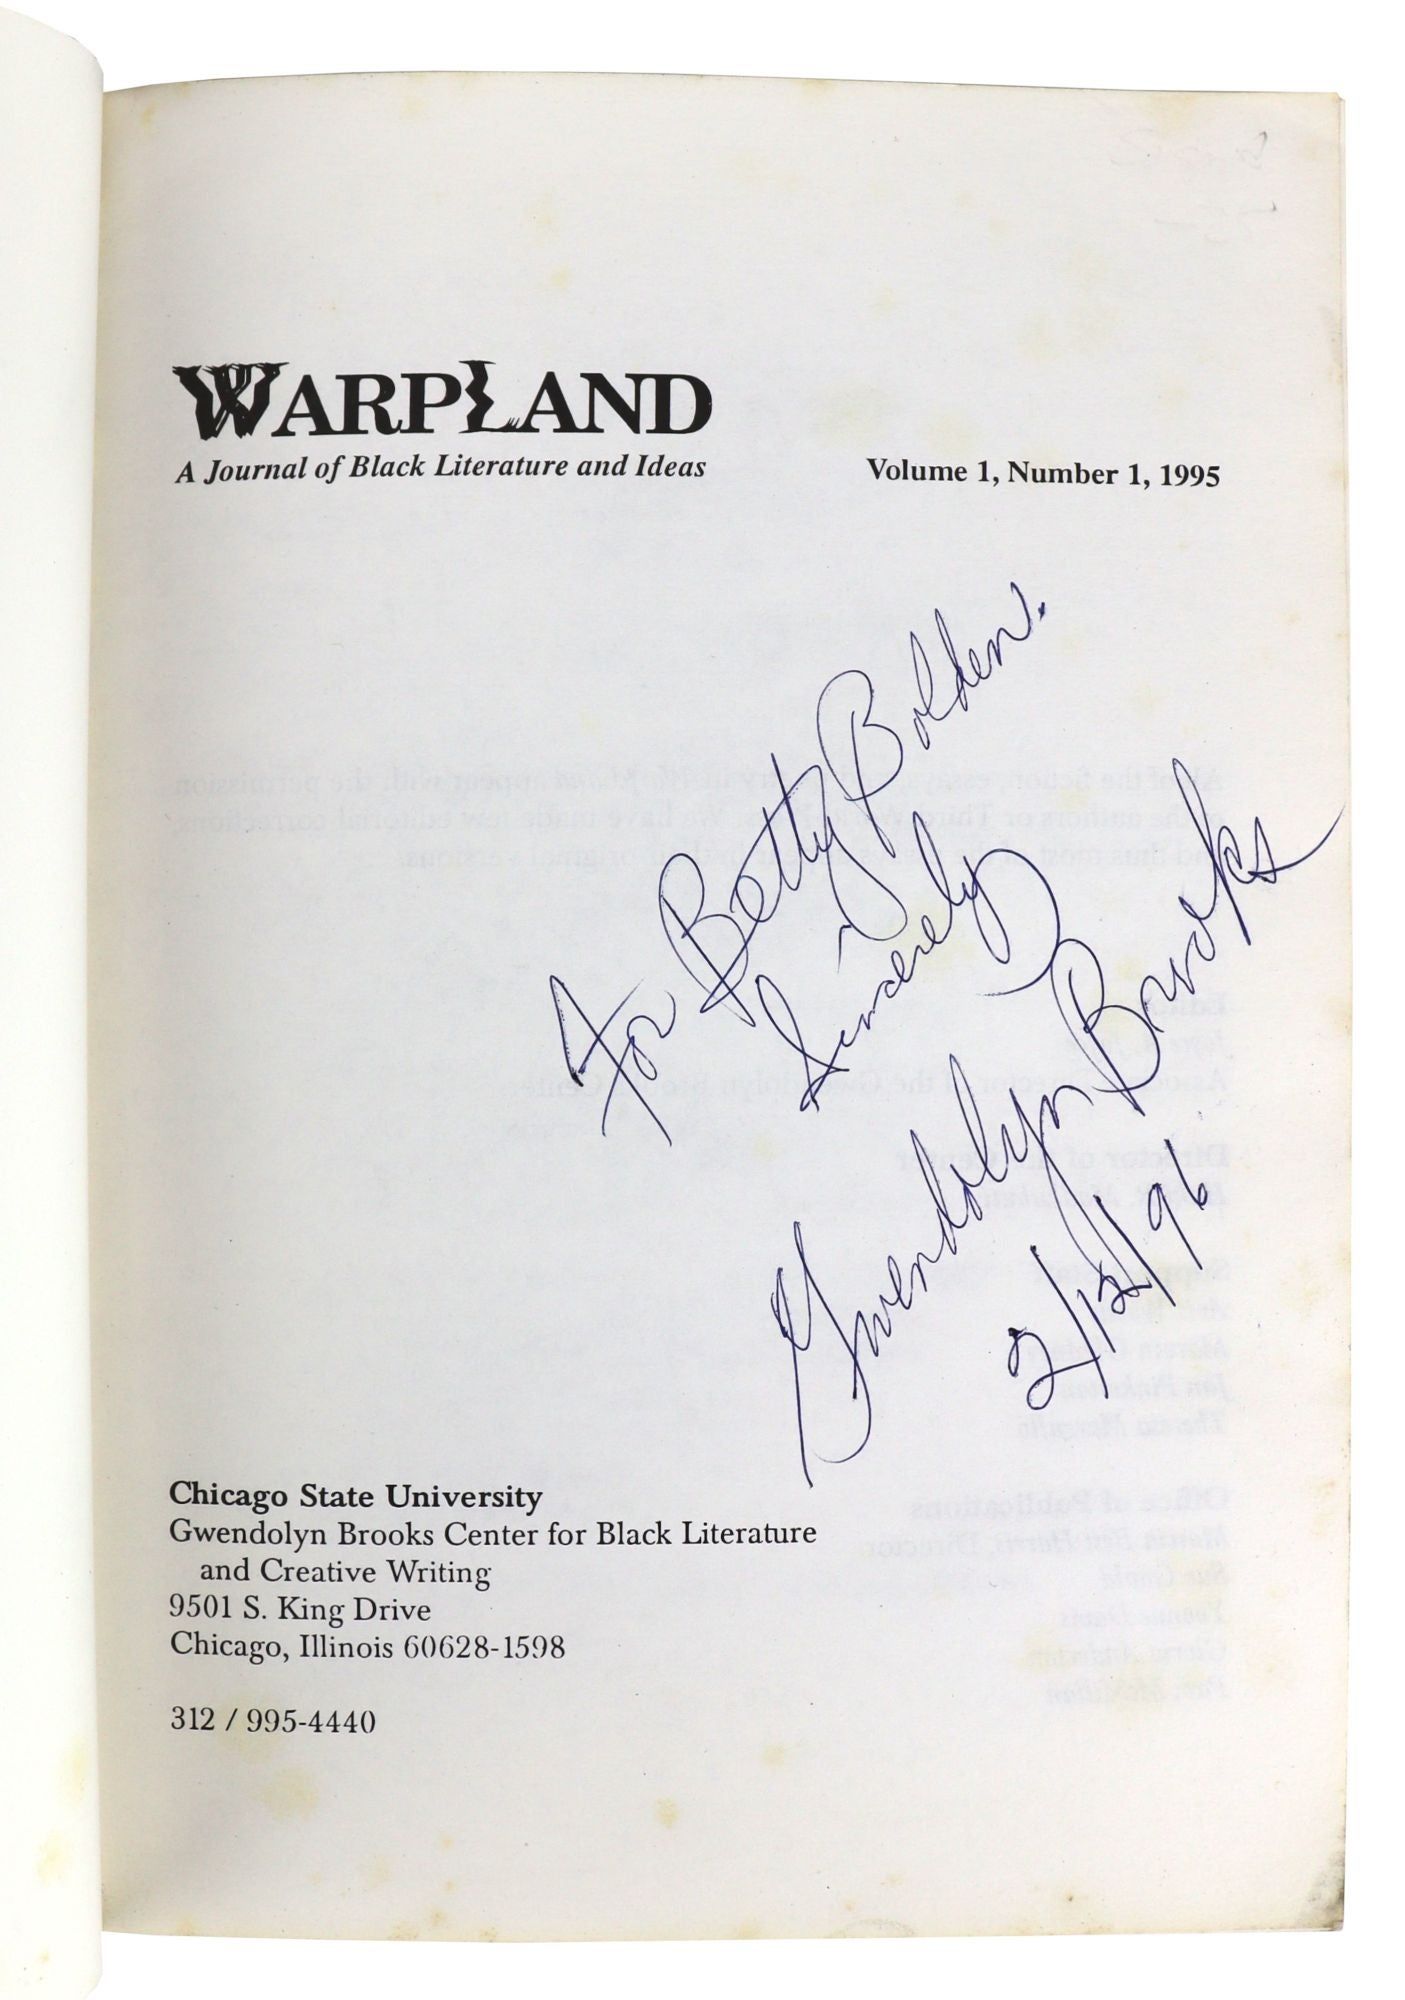 WARPLAND
A Journal of Black Literature and Ideas
Volume 1, Number 1, 1995
For Betty Bolden.
Sincerely,
Gwendolyn Brooks
2/12/96
Chicago State University
Gwendolyn Brooks Center for Black Literature
and Creative Writing
9501 S. King Drive
Chicago, Illinois 60628-1598
312 / 995-4440